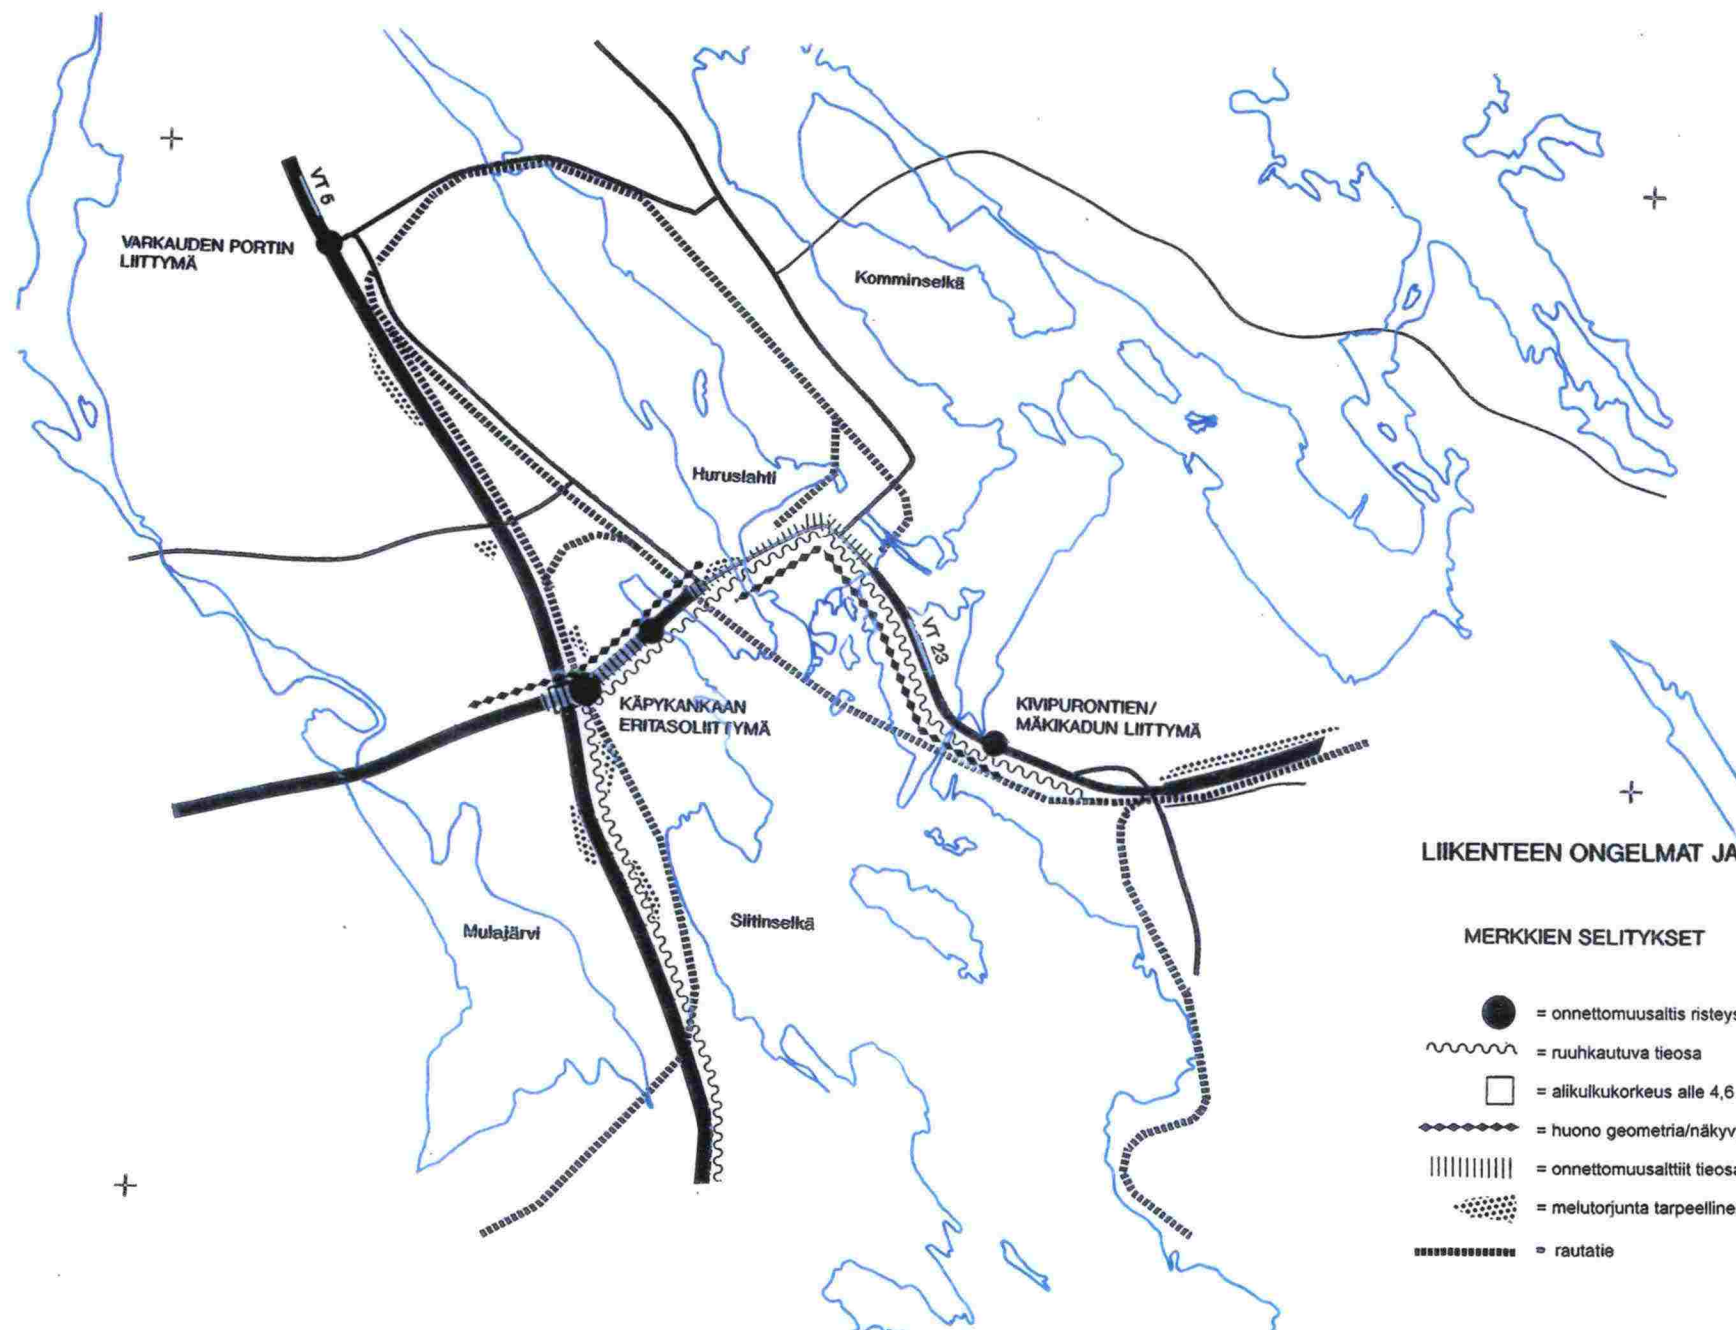 VT 5
VARKAUDEN PORTIN
LIITTYMÄ
Komminselkä
Huruslahti
VT 23
KÄPYKANKAAN
ERITASOLIITTYMÄ
KIVIPURONTIEN/
MÄKIKADUN LIITTYMÄ
Mulajärvi
Siitinselkä
LIIKENTEEN ONGELMAT JA
MERKKIEN SELITYKSET
= onnettomuusaltis risteys
= ruuhkautuva tieosa
= alikulkukorkeus alle 4,6
= huono geometria/näkyv
= onnettomuusalttiit tieosa
= melutorjunta tarpeelline
= rautatie